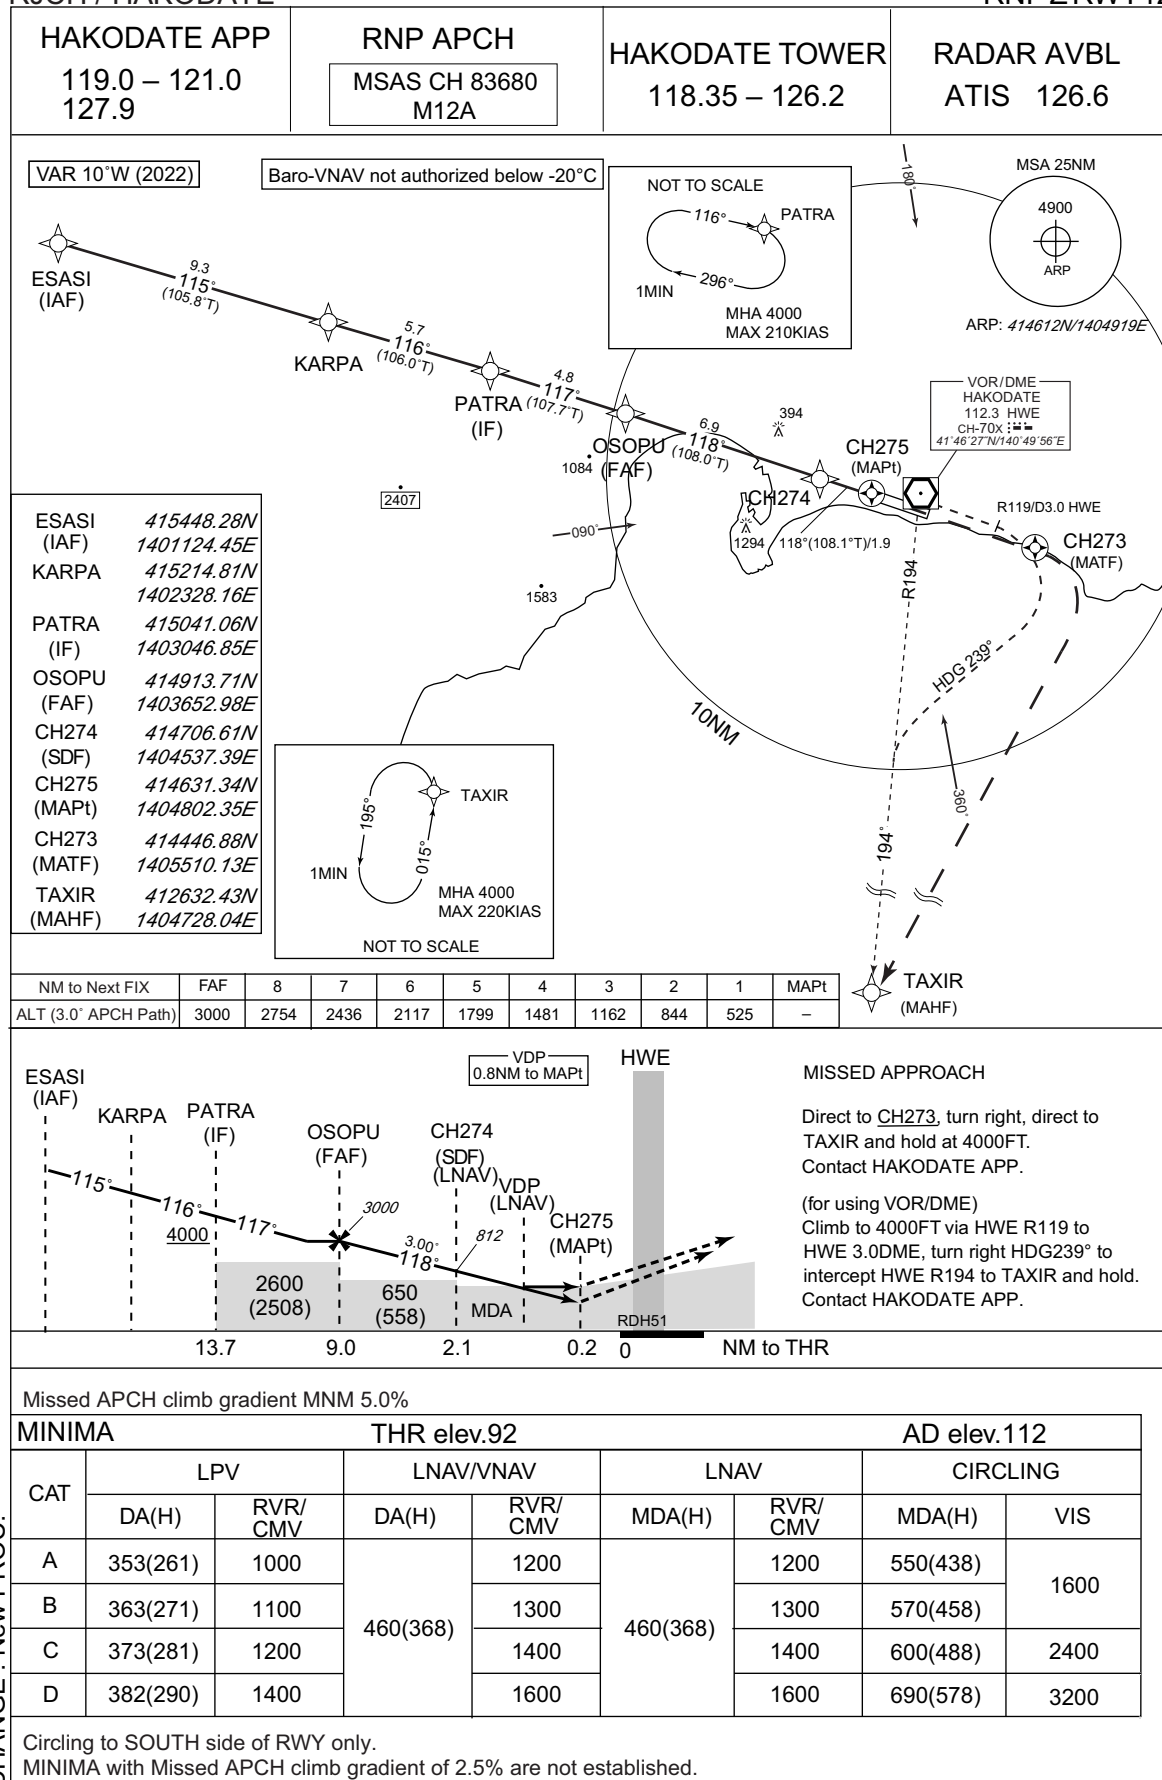 HAKODATE APP
119.0 – 121.0
127.9
RNP APCH
MSAS CH 83680
M12A
HAKODATE TOWER
118.35 – 126.2
RADAR AVBL
ATIS 126.6
VAR 10°W (2022)
Baro-VNAV not authorized below -20°C
NOT TO SCALE
116°
PATRA
296°
1MIN
MHA 4000
MAX 210KIAS
180°
MSA 25NM
4900
ARP
ARP: 414612N/1404919E
ESASI
(IAF)
9.3
115°
(105.8°T)
KARPA
5.7
116°
(106.0°T)
PATRA
(IF)
4.8
117°
(107.7°T)
OSOPU
(FAF)
6.9
118°
(108.0°T)
394
1084
2407
1583
1294
090°
CH274
118°(108.1°T)/1.9
CH275
(MAPt)
VOR/DME
HAKODATE
112.3 HWE
CH-70X
41°46'27"N/140°49'56"E
R119/D3.0 HWE
CH273
(MATF)
R194
HDG 239°
10NM
360°
194°
TAXIR
(MAHF)
ESASI 415448.28N
(IAF) 1401124.45E
KARPA 415214.81N
1402328.16E
PATRA 415041.06N
(IF) 1403046.85E
OSOPU 414913.71N
(FAF) 1403652.98E
CH274 414706.61N
(SDF) 1404537.39E
CH275 414631.34N
(MAPt) 1404802.35E
CH273 414446.88N
(MATF) 1405510.13E
TAXIR 412632.43N
(MAHF) 1404728.04E
195°
015°
TAXIR
1MIN
MHA 4000
MAX 220KIAS
NOT TO SCALE
NM to Next FIX FAF 8 7 6 5 4 3 2 1 MAPt
ALT (3.0° APCH Path) 3000 2754 2436 2117 1799 1481 1162 844 525 –
ESASI
(IAF)
KARPA
PATRA
(IF)
OSOPU
(FAF)
CH274
(SDF)
(LNAV)
VDP
(LNAV)
CH275
(MAPt)
VDP
0.8NM to MAPt
HWE
115°
116°
117°
4000
3000
3.00°
118°
812
2600
(2508)
650
(558)
MDA
RDH51
13.7 9.0 2.1 0.2 0 NM to THR
MISSED APPROACH
Direct to CH273, turn right, direct to
TAXIR and hold at 4000FT.
Contact HAKODATE APP.
(for using VOR/DME)
Climb to 4000FT via HWE R119 to
HWE 3.0DME, turn right HDG239° to
intercept HWE R194 to TAXIR and hold.
Contact HAKODATE APP.
Missed APCH climb gradient MNM 5.0%
MINIMA THR elev.92 AD elev.112
CAT LPV LNAV/VNAV LNAV CIRCLING
DA(H) RVR/CMV DA(H) RVR/CMV MDA(H) RVR/CMV MDA(H) VIS
A 353(261) 1000 460(368) 1200 460(368) 1200 550(438) 1600
B 363(271) 1100 1300 1300 570(458)
C 373(281) 1200 1400 1400 600(488) 2400
D 382(290) 1400 1600 1600 690(578) 3200
Circling to SOUTH side of RWY only.
MINIMA with Missed APCH climb gradient of 2.5% are not established.